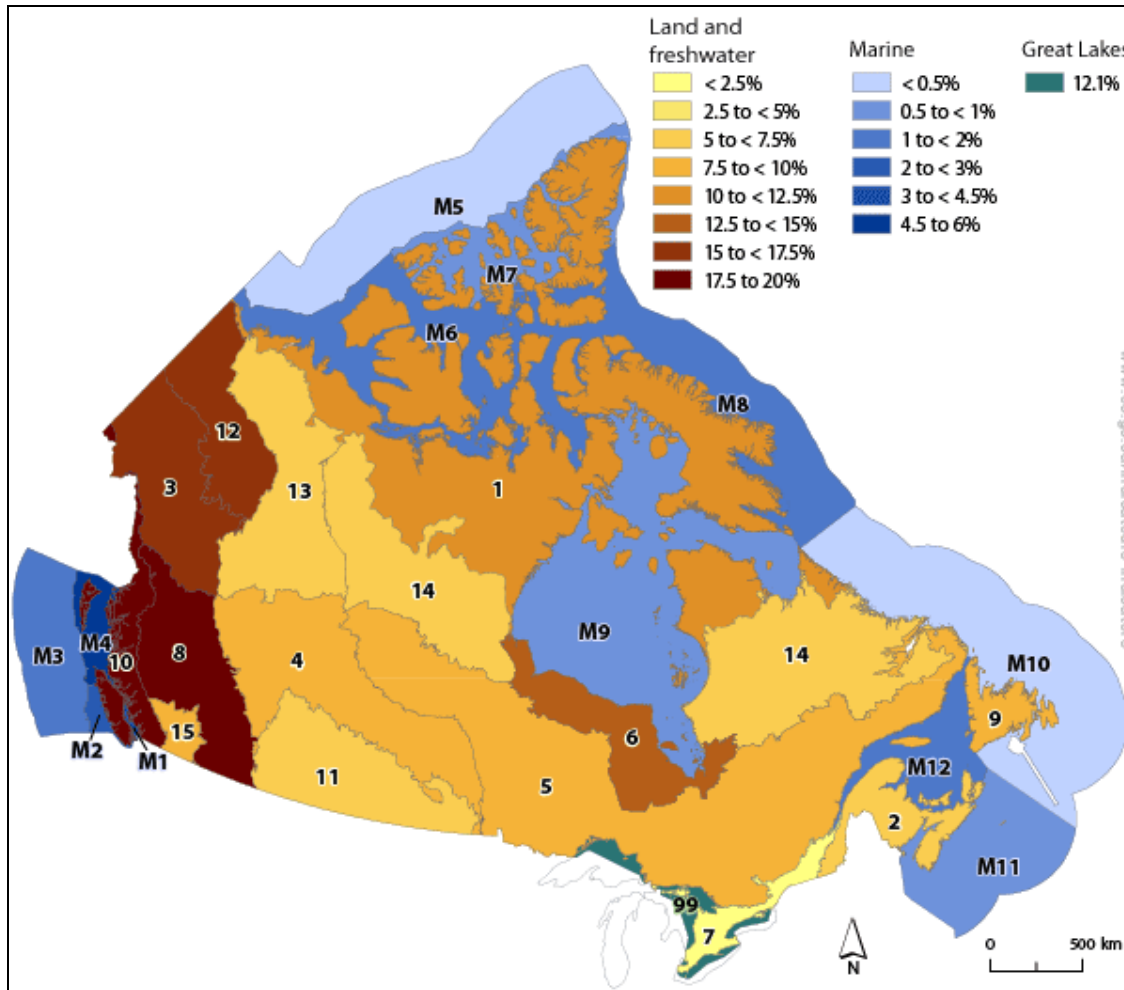 Land and
freshwater
< 2.5%
2.5 to < 5%
5 to < 7.5%
7.5 to < 10%
10 to < 12.5%
12.5 to < 15%
15 to < 17.5%
17.5 to 20%
Marine
< 0.5%
0.5 to < 1%
1 to < 2%
2 to < 3%
3 to < 4.5%
4.5 to 6%
Great Lakes
12.1%
M5
M7
M6
M8
12
3
13
1
14
M9
14
M10
M3
M4
10
8
4
9
M2
M1
15
11
6
5
M12
2
M11
99
7
N
0
500 km